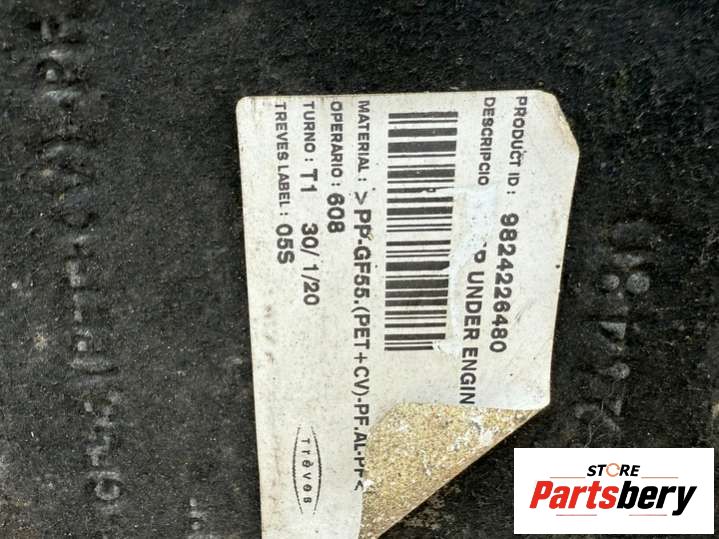 PRODUCT ID : 9824226480
DESCRIPCIO UNDER ENGIN
MATERIAL : >PP-GF55.(PET+CV)-PF.AL-PF<
OPERARIO : 608
TURNO : T1 30/ 1/20
TREVES LABEL : 05S
Trèves
STORE
Partsbery